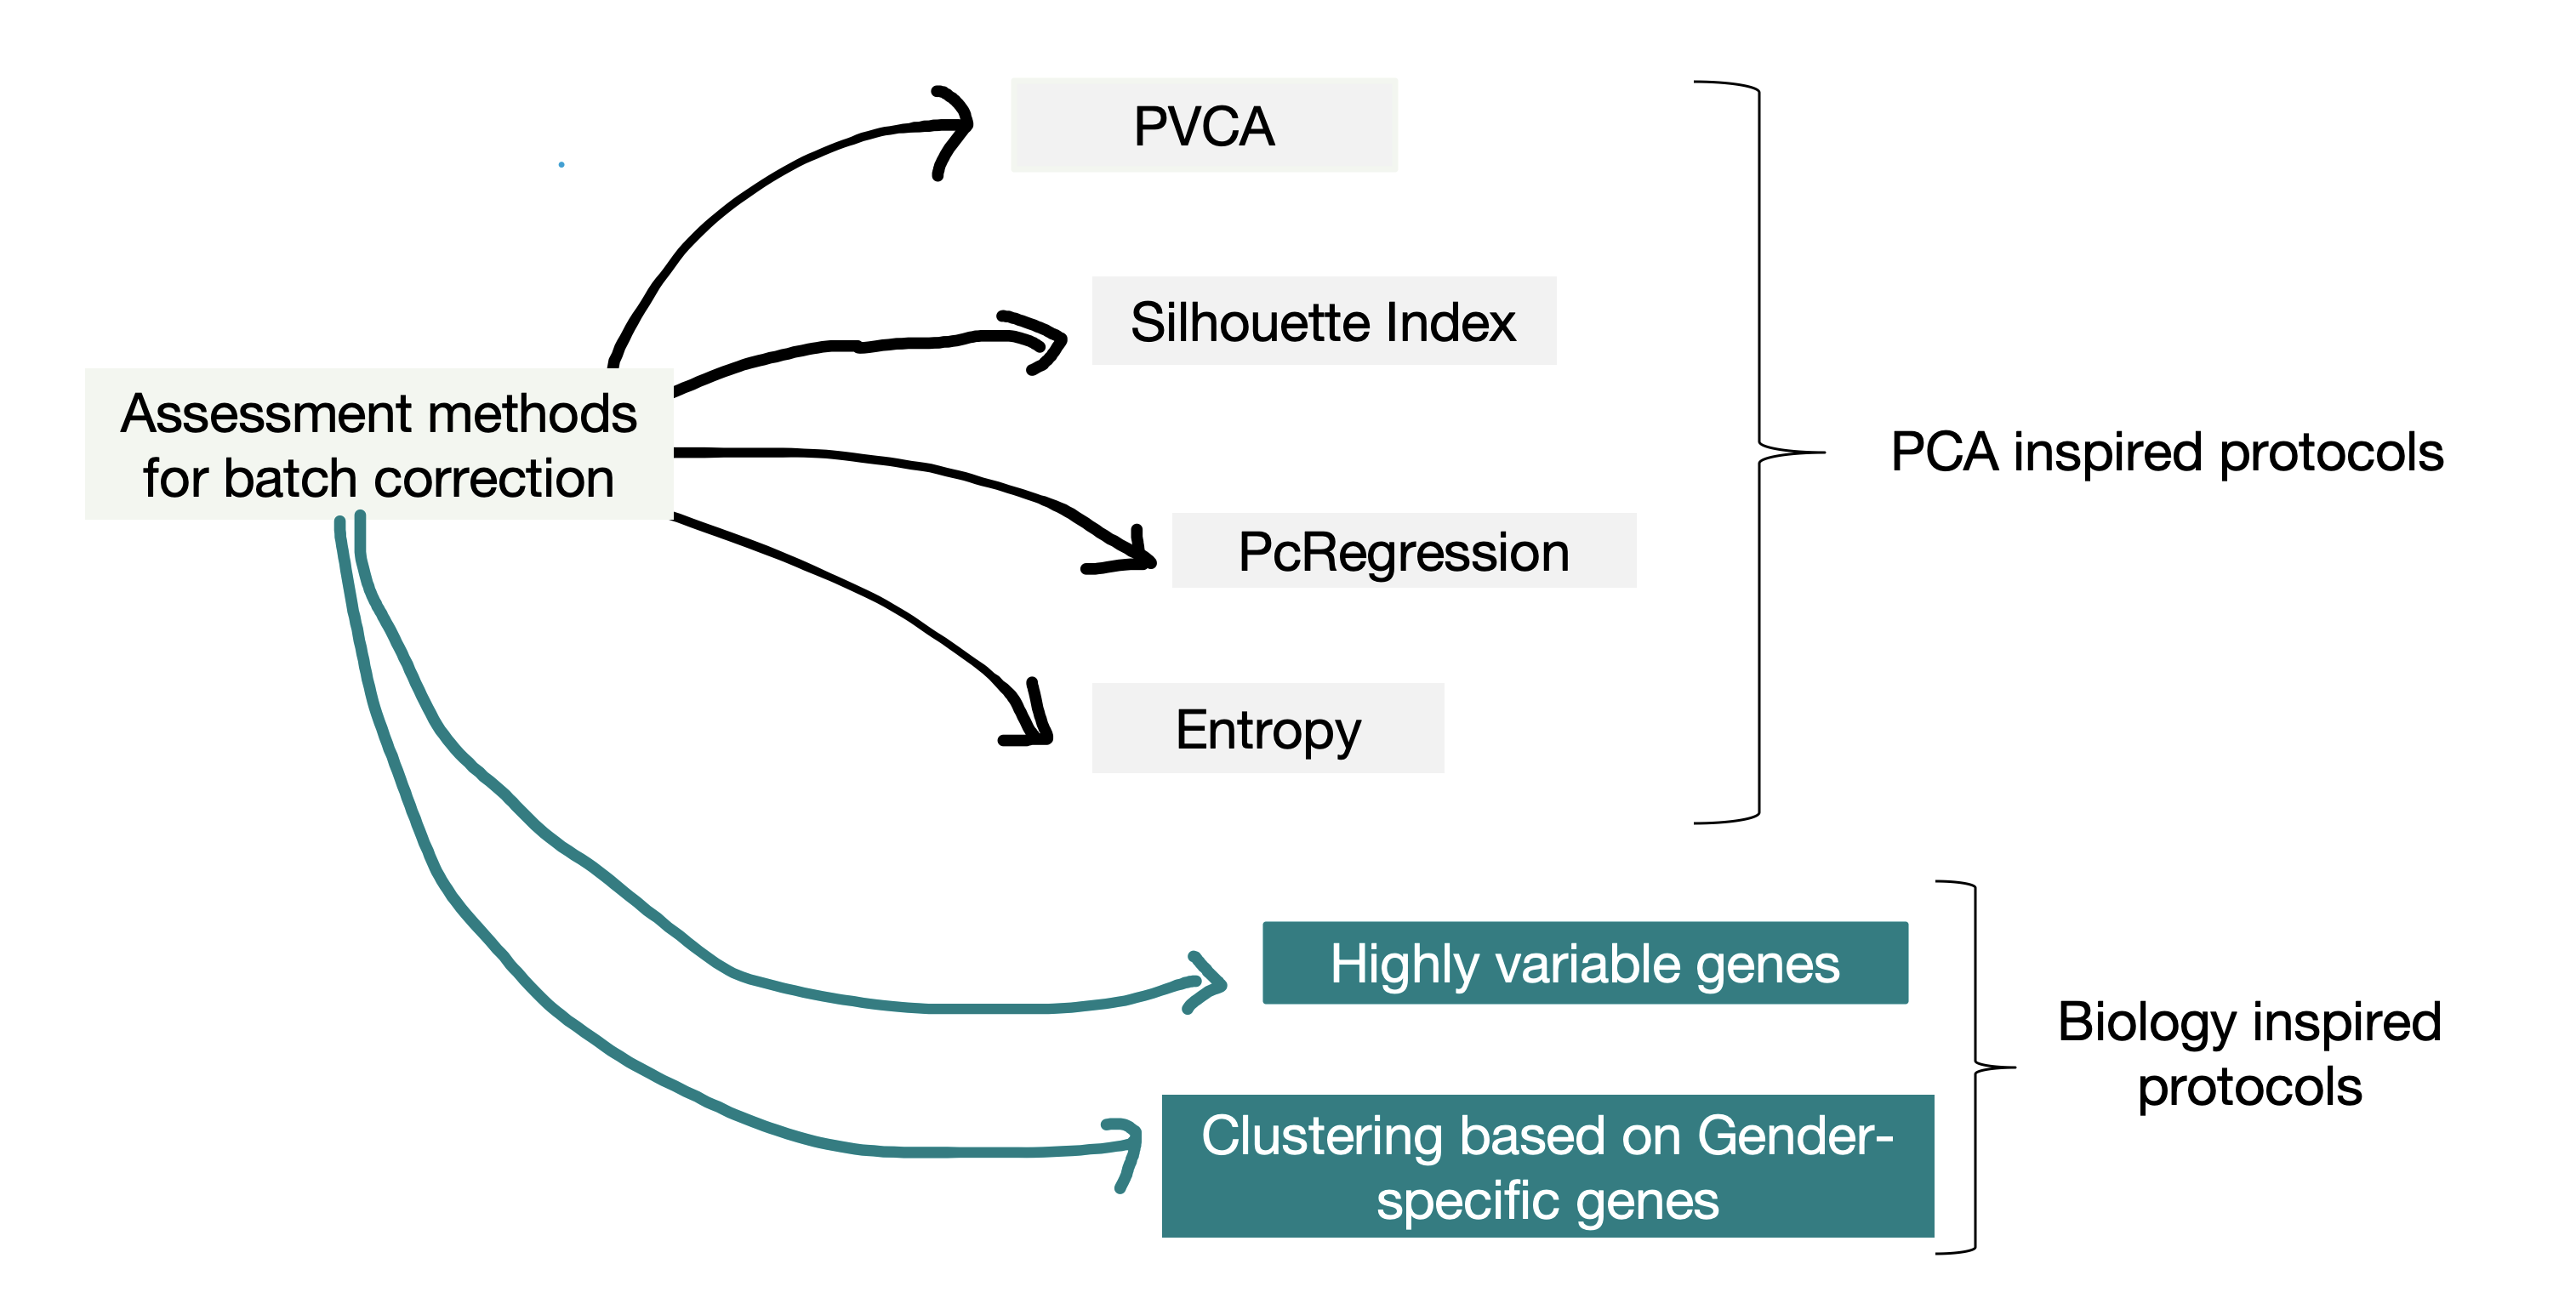 PVCA
Silhouette Index
Assessment methods
for batch correction
PCA inspired protocols
PcRegression
Entropy
Highly variable genes
Biology inspired
protocols
Clustering based on Gender-
specific genes